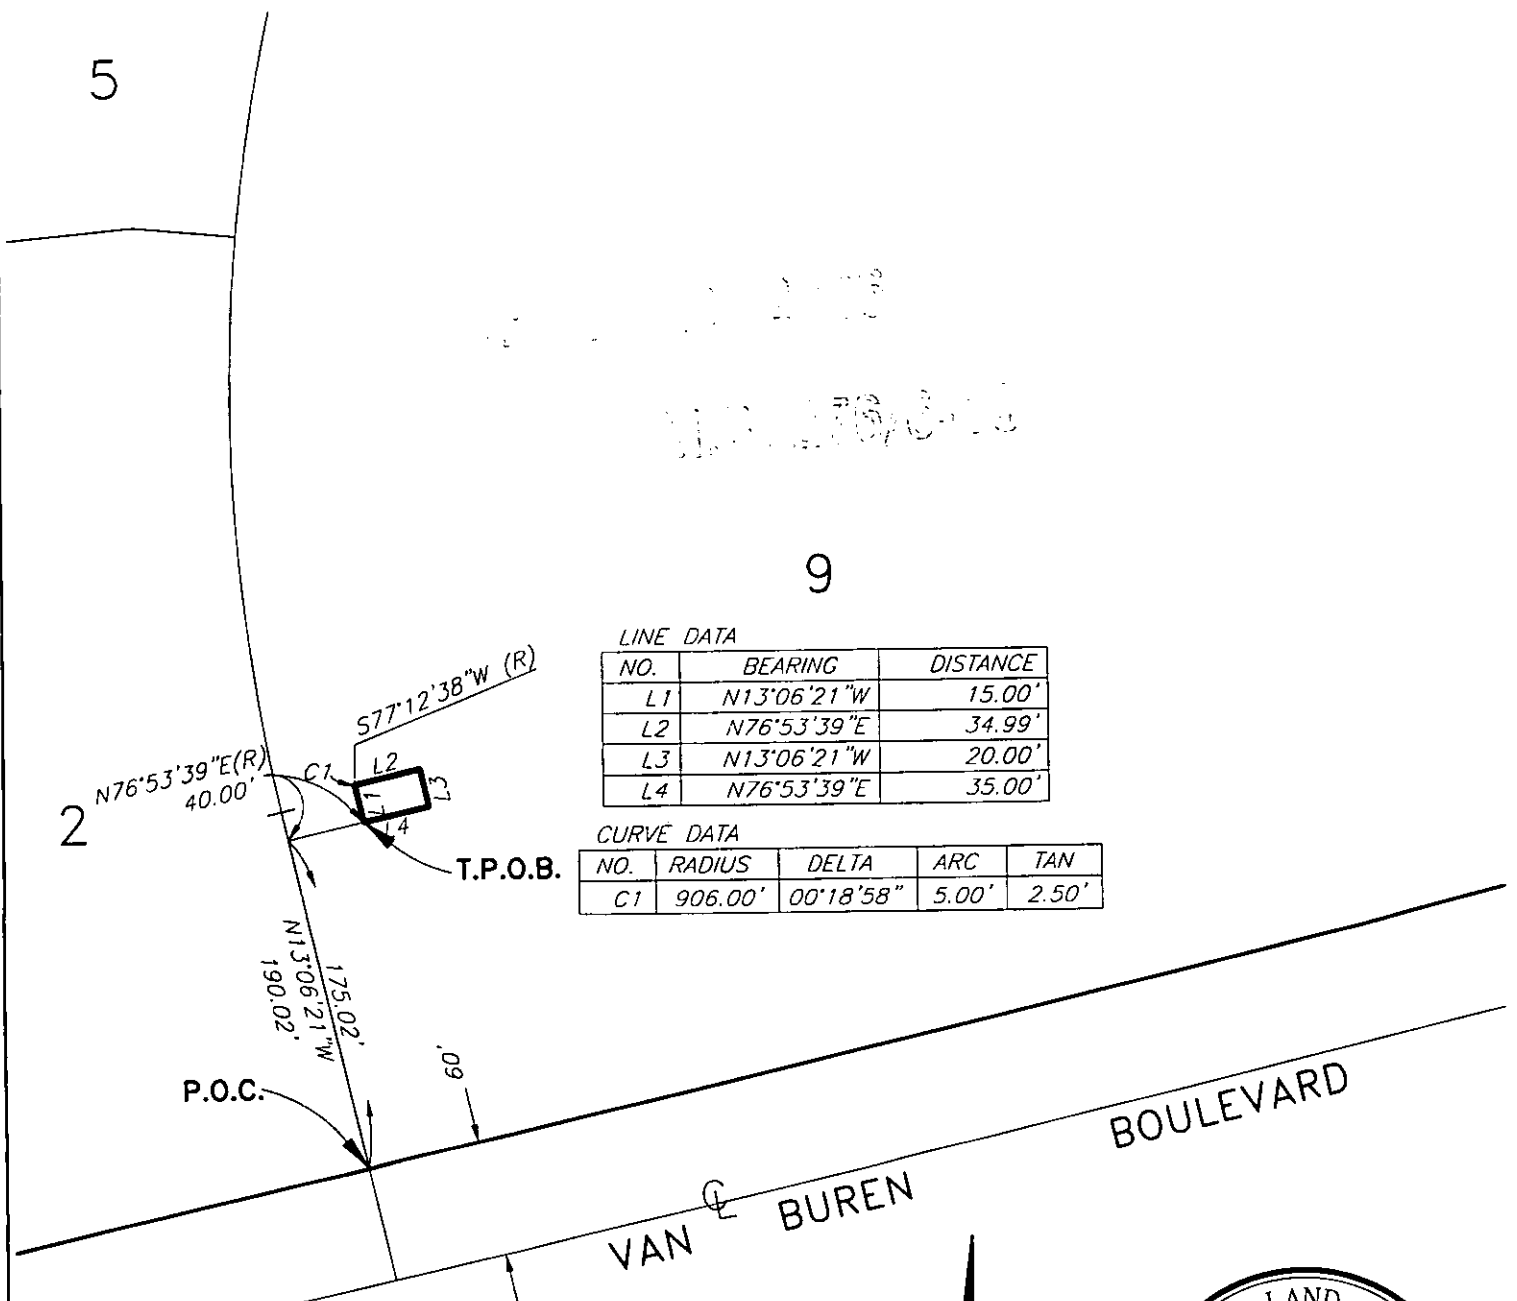 5
9
LINE DATA
NO. BEARING DISTANCE
L1 N13°06'21"W 15.00'
L2 N76°53'39"E 34.99'
L3 N13°06'21"W 20.00'
L4 N76°53'39"E 35.00'
CURVE DATA
NO. RADIUS DELTA ARC TAN
C1 906.00' 00°18'58" 5.00' 2.50'
S77°12'38"W (R)
N76°53'39"E(R)
40.00'
C1
L2
L1
L3
L4
2
T.P.O.B.
175.02'
N13°06'21"W
190.02'
P.O.C.
60'
VAN CL BUREN BOULEVARD
LAND